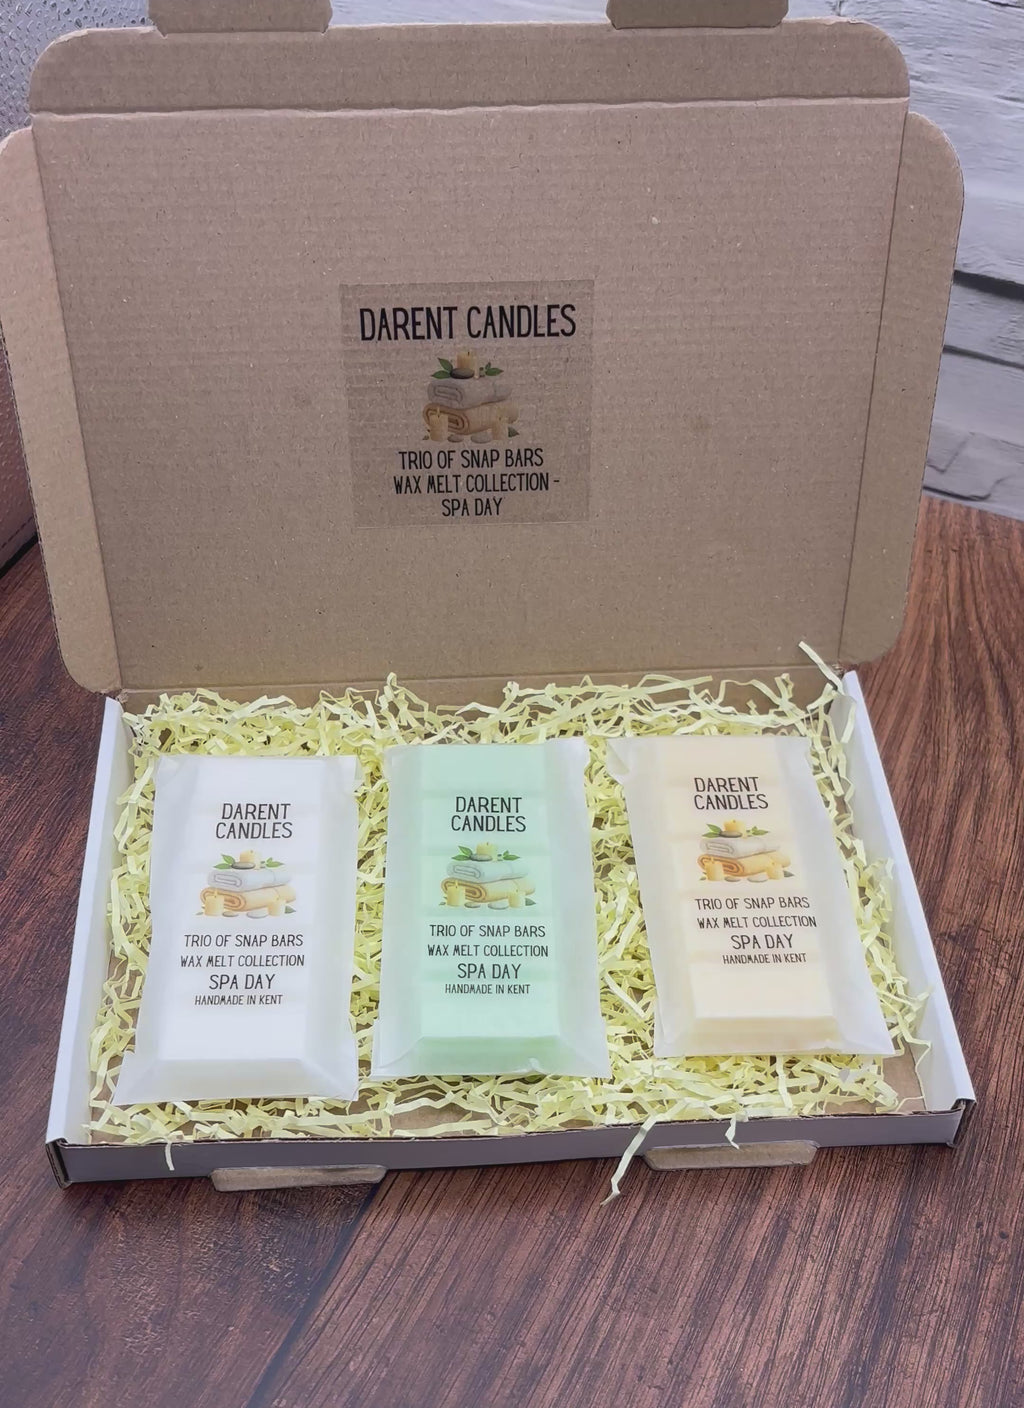 DARENT CANDLES
TRIO OF SNAP BARS
WAX MELT COLLECTION -
SPA DAY
DARENT
CANDLES
TRIO OF SNAP BARS
WAX MELT COLLECTION
SPA DAY
HANDMADE IN KENT
DARENT
CANDLES
TRIO OF SNAP BARS
WAX MELT COLLECTION
SPA DAY
HANDMADE IN KENT
DARENT
CANDLES
TRIO OF SNAP BARS
WAX MELT COLLECTION
SPA DAY
HANDMADE IN KENT